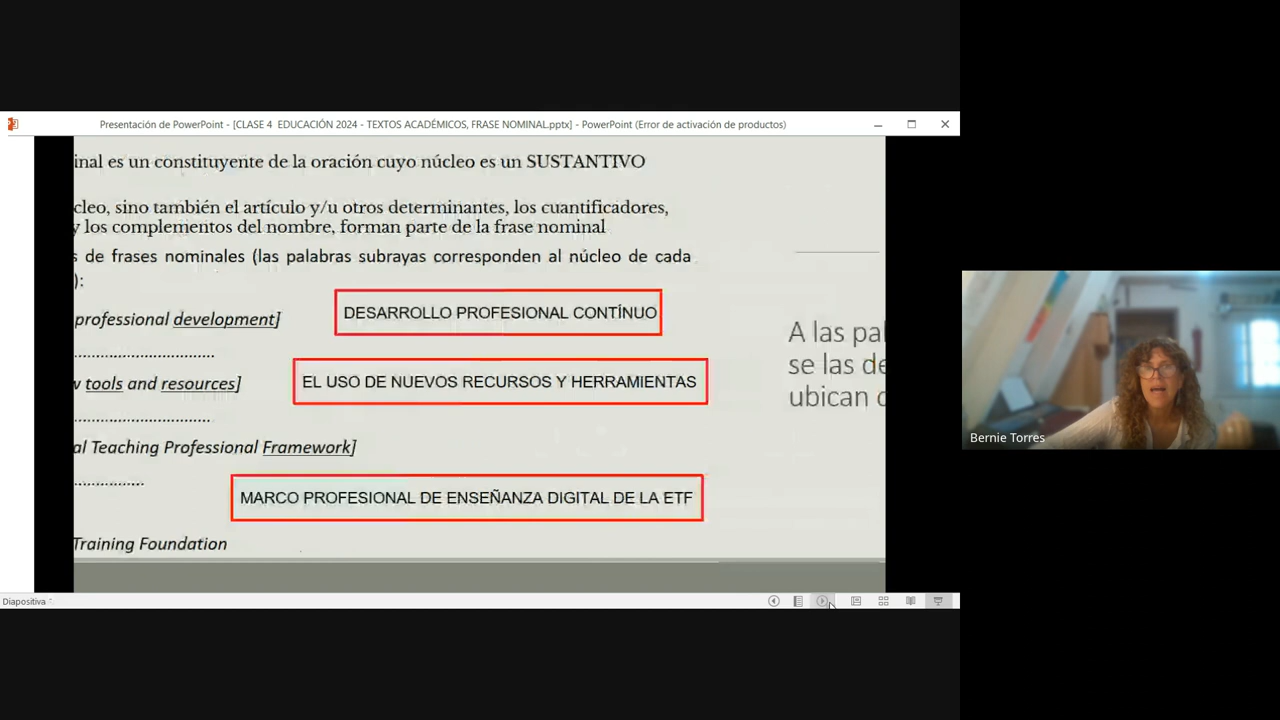 Presentación de PowerPoint - [CLASE 4 EDUCACIÓN 2024 - TEXTOS ACADÉMICOS, FRASE NOMINAL.pptx] - PowerPoint (Error de activación de productos)
inal es un constituyente de la oración cuyo núcleo es un SUSTANTIVO
cleo, sino también el artículo y/u otros determinantes, los cuantificadores,
y los complementos del nombre, forman parte de la frase nominal
s de frases nominales (las palabras subrayas corresponden al núcleo de cada
):
professional development]
DESARROLLO PROFESIONAL CONTÍNUO
................................
w tools and resources]
EL USO DE NUEVOS RECURSOS Y HERRAMIENTAS
...............................
al Teaching Professional Framework]
................
MARCO PROFESIONAL DE ENSEÑANZA DIGITAL DE LA ETF
Training Foundation
A las pal
se las de
ubican c
Bernie Torres
Diapositiva